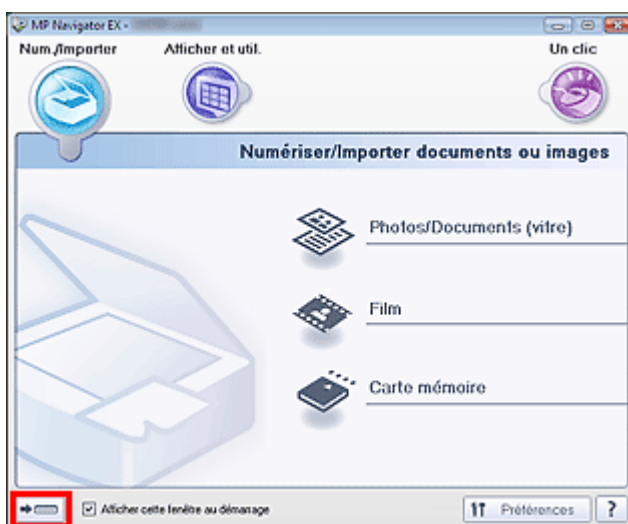 MP Navigator EX -
Num./Importer
Afficher et util.
Un clic
Numériser/Importer documents ou images
Photos/Documents (vitre)
Film
Carte mémoire
Afficher cette fenêtre au démarrage
Préférences
?